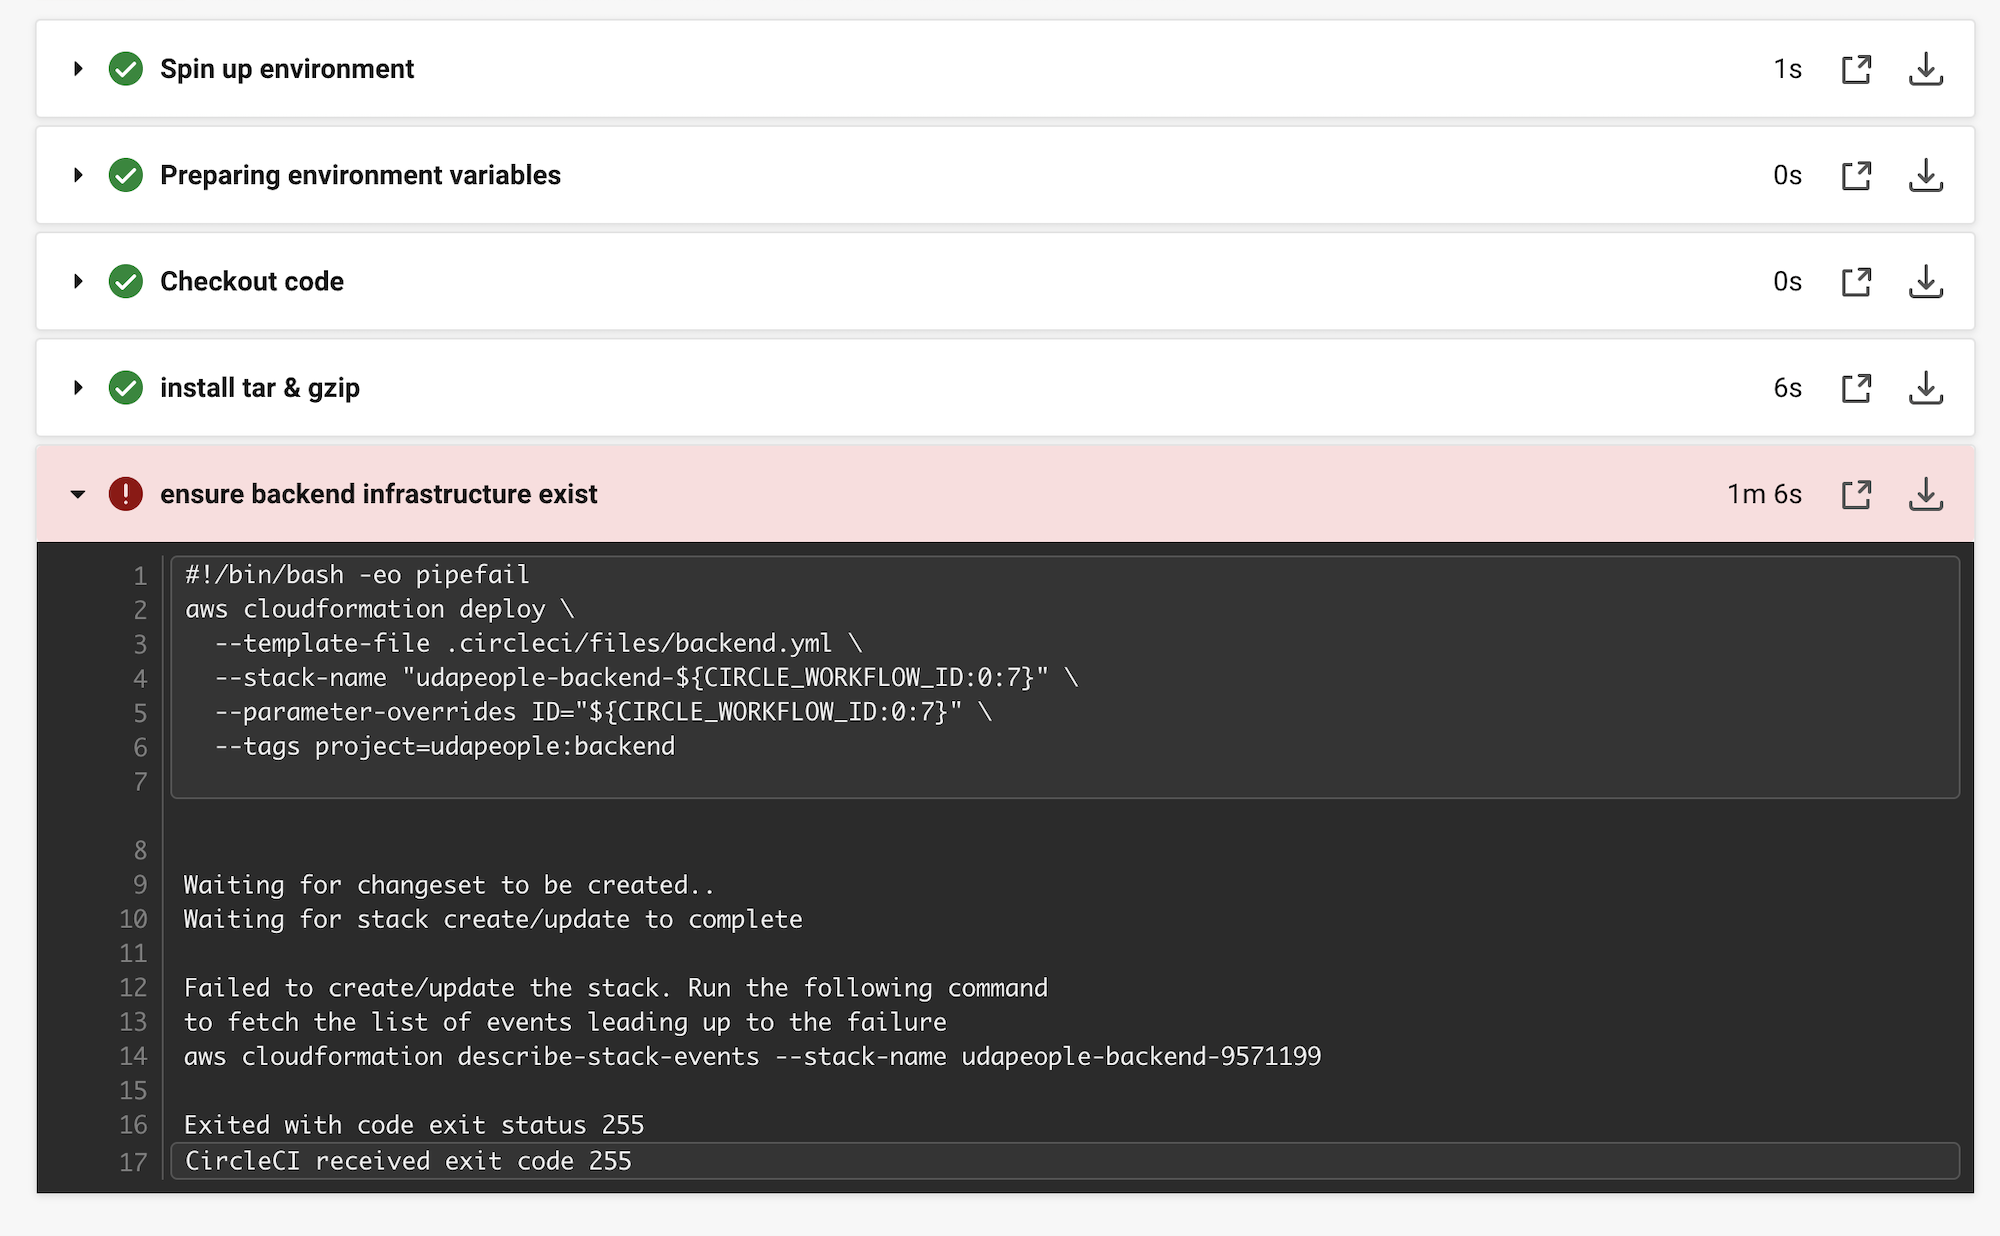 Spin up environment 1s
Preparing environment variables 0s
Checkout code 0s
install tar & gzip 6s
ensure backend infrastructure exist 1m 6s
1 #!/bin/bash -eo pipefail
2 aws cloudformation deploy \
3   --template-file .circleci/files/backend.yml \
4   --stack-name "udapeople-backend-${CIRCLE_WORKFLOW_ID:0:7}" \
5   --parameter-overrides ID="${CIRCLE_WORKFLOW_ID:0:7}" \
6   --tags project=udapeople:backend
7
8
9 Waiting for changeset to be created..
10 Waiting for stack create/update to complete
11
12 Failed to create/update the stack. Run the following command
13 to fetch the list of events leading up to the failure
14 aws cloudformation describe-stack-events --stack-name udapeople-backend-9571199
15
16 Exited with code exit status 255
17 CircleCI received exit code 255